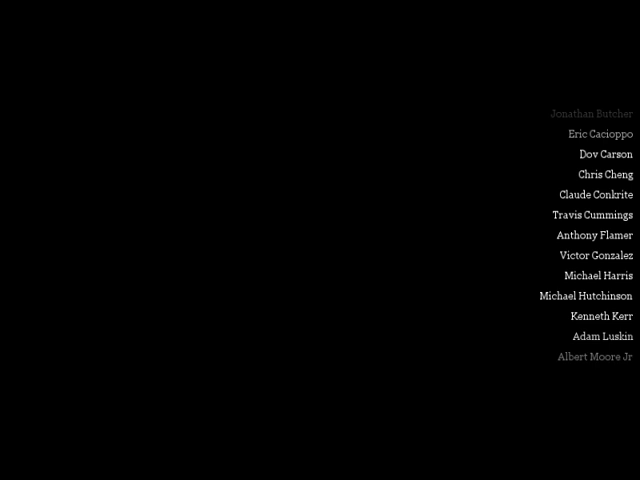 Jonathan Butcher
Eric Cacioppo
Dov Carson
Chris Cheng
Claude Conkrite
Travis Cummings
Anthony Flamer
Victor Gonzalez
Michael Harris
Michael Hutchinson
Kenneth Kerr
Adam Luskin
Albert Moore Jr